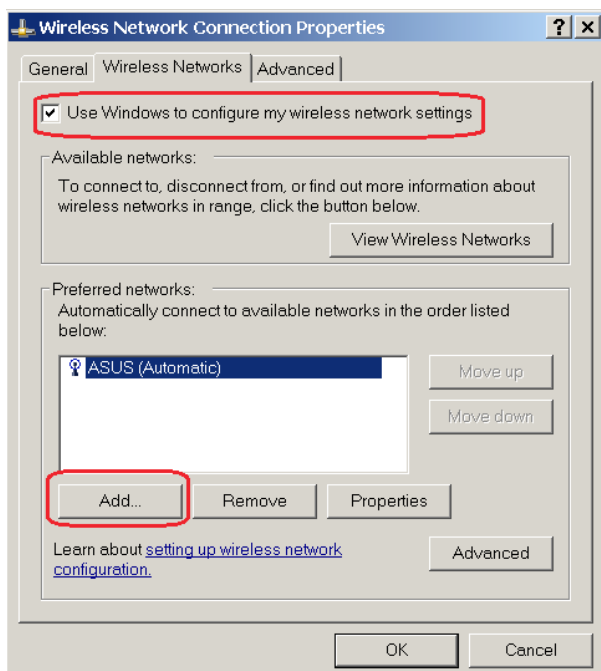 Wireless Network Connection Properties
General Wireless Networks Advanced
Use Windows to configure my wireless network settings
Available networks:
To connect to, disconnect from, or find out more information about
wireless networks in range, click the button below.
View Wireless Networks
Preferred networks:
Automatically connect to available networks in the order listed
below:
ASUS (Automatic)
Move up
Move down
Add... Remove Properties
Learn about setting up wireless network
configuration.
Advanced
OK Cancel